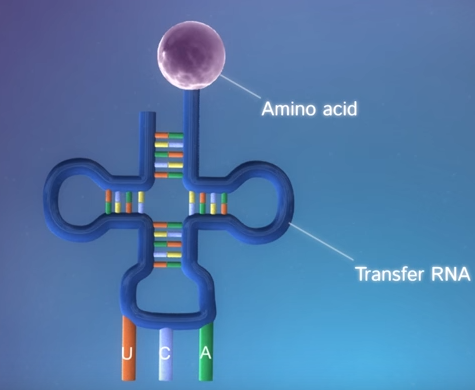 Amino acid
Transfer RNA
U C A